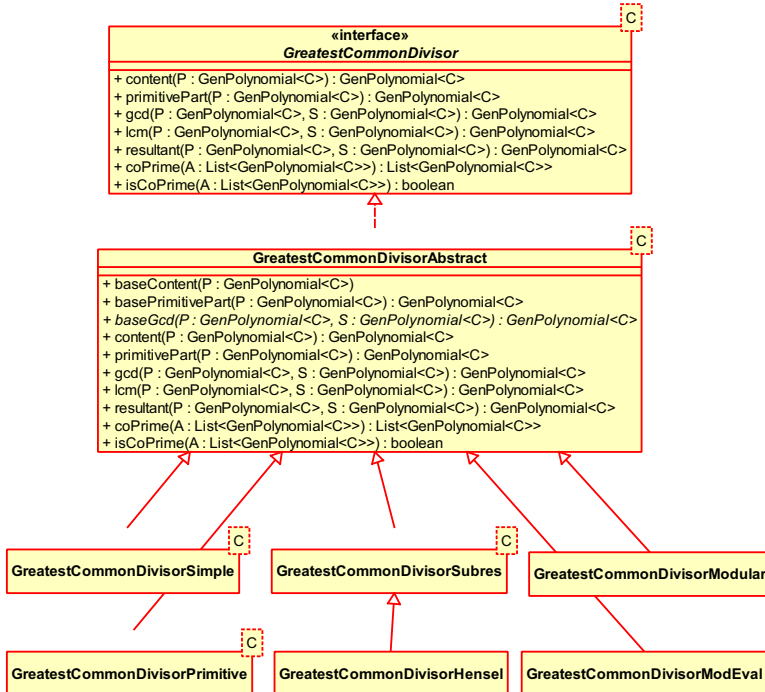 C
«interface»
GreatestCommonDivisor
+ content(P : GenPolynomial<C>) : GenPolynomial<C>
+ primitivePart(P : GenPolynomial<C>) : GenPolynomial<C>
+ gcd(P : GenPolynomial<C>, S : GenPolynomial<C>) : GenPolynomial<C>
+ lcm(P : GenPolynomial<C>, S : GenPolynomial<C>) : GenPolynomial<C>
+ resultant(P : GenPolynomial<C>, S : GenPolynomial<C>) : GenPolynomial<C>
+ coPrime(A : List<GenPolynomial<C>>) : List<GenPolynomial<C>>
+ isCoPrime(A : List<GenPolynomial<C>>) : boolean
C
GreatestCommonDivisorAbstract
+ baseContent(P : GenPolynomial<C>)
+ basePrimitivePart(P : GenPolynomial<C>) : GenPolynomial<C>
+ baseGcd(P : GenPolynomial<C>, S : GenPolynomial<C>) : GenPolynomial<C>
+ content(P : GenPolynomial<C>) : GenPolynomial<C>
+ primitivePart(P : GenPolynomial<C>) : GenPolynomial<C>
+ gcd(P : GenPolynomial<C>, S : GenPolynomial<C>) : GenPolynomial<C>
+ lcm(P : GenPolynomial<C>, S : GenPolynomial<C>) : GenPolynomial<C>
+ resultant(P : GenPolynomial<C>, S : GenPolynomial<C>) : GenPolynomial<C>
+ coPrime(A : List<GenPolynomial<C>>) : List<GenPolynomial<C>>
+ isCoPrime(A : List<GenPolynomial<C>>) : boolean
C
GreatestCommonDivisorSimple
C
GreatestCommonDivisorSubres
GreatestCommonDivisorModular
C
GreatestCommonDivisorPrimitive
GreatestCommonDivisorHensel
GreatestCommonDivisorModEval